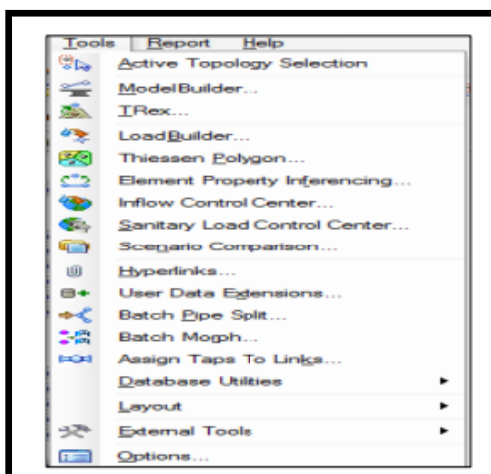 Tools Report Help
Active Topology Selection
ModelBuilder...
TRex...
LoadBuilder...
Thiessen Polygon...
Element Property Inferencing...
Inflow Control Center...
Sanitary Load Control Center...
Scenario Comparison...
Hyperlinks...
User Data Extensions...
Batch Pipe Split...
Batch Morph...
Assign Taps To Links...
Database Utilities
Layout
External Tools
Options...